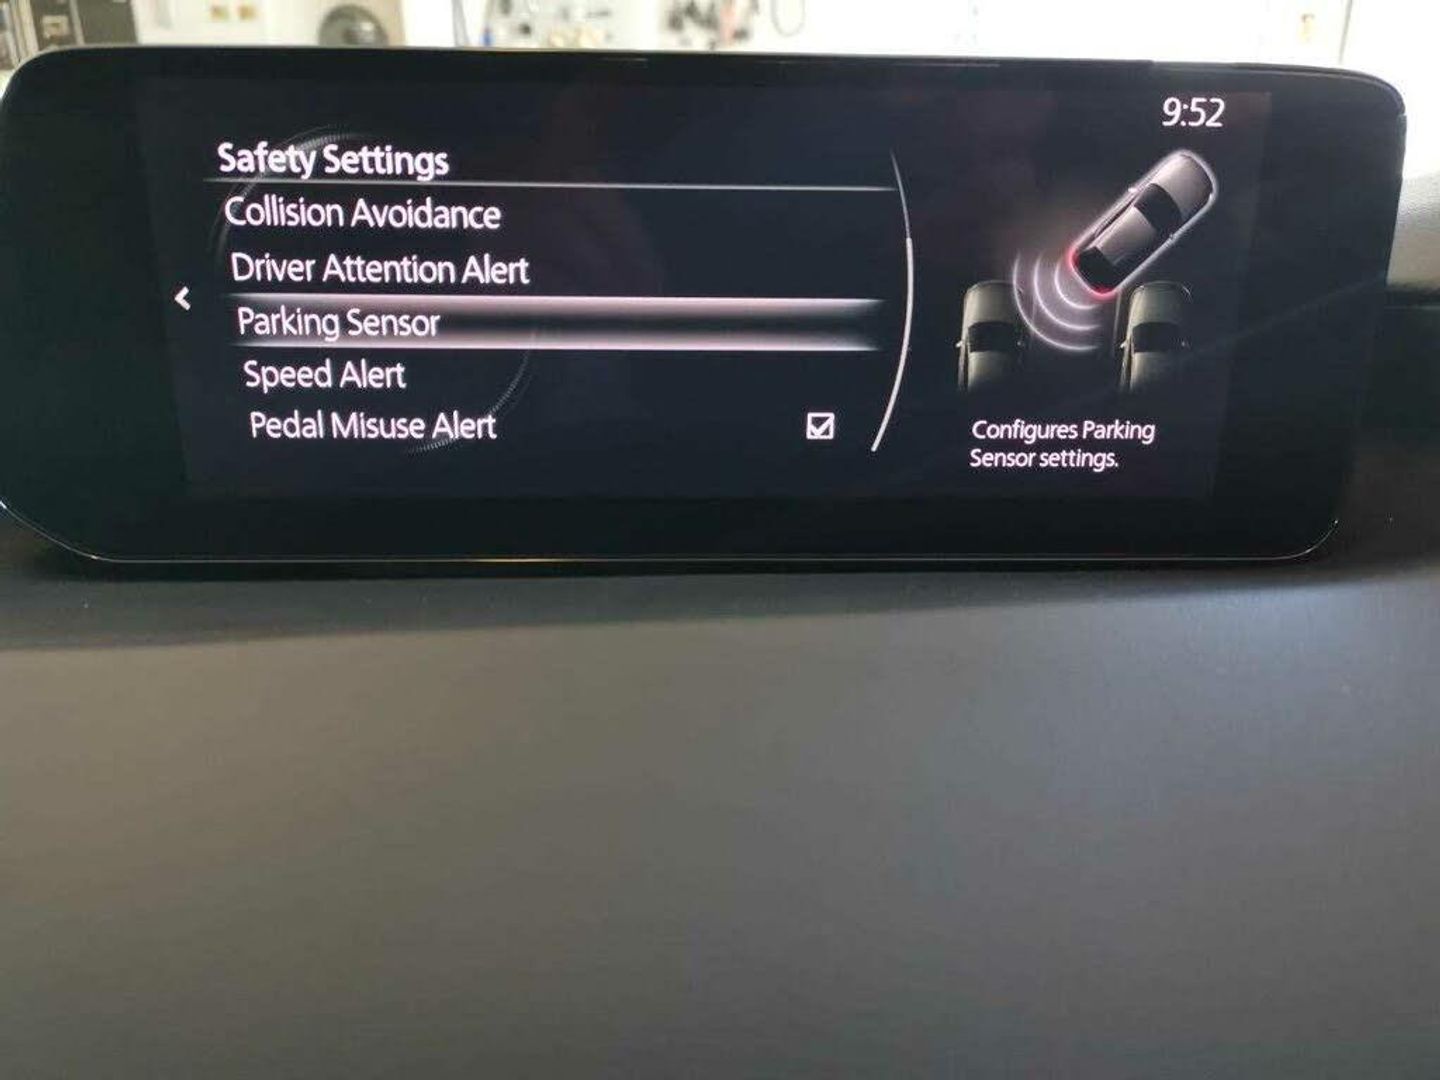 9:52
Safety Settings
Collision Avoidance
Driver Attention Alert
Parking Sensor
Speed Alert
Pedal Misuse Alert
Configures Parking
Sensor settings.